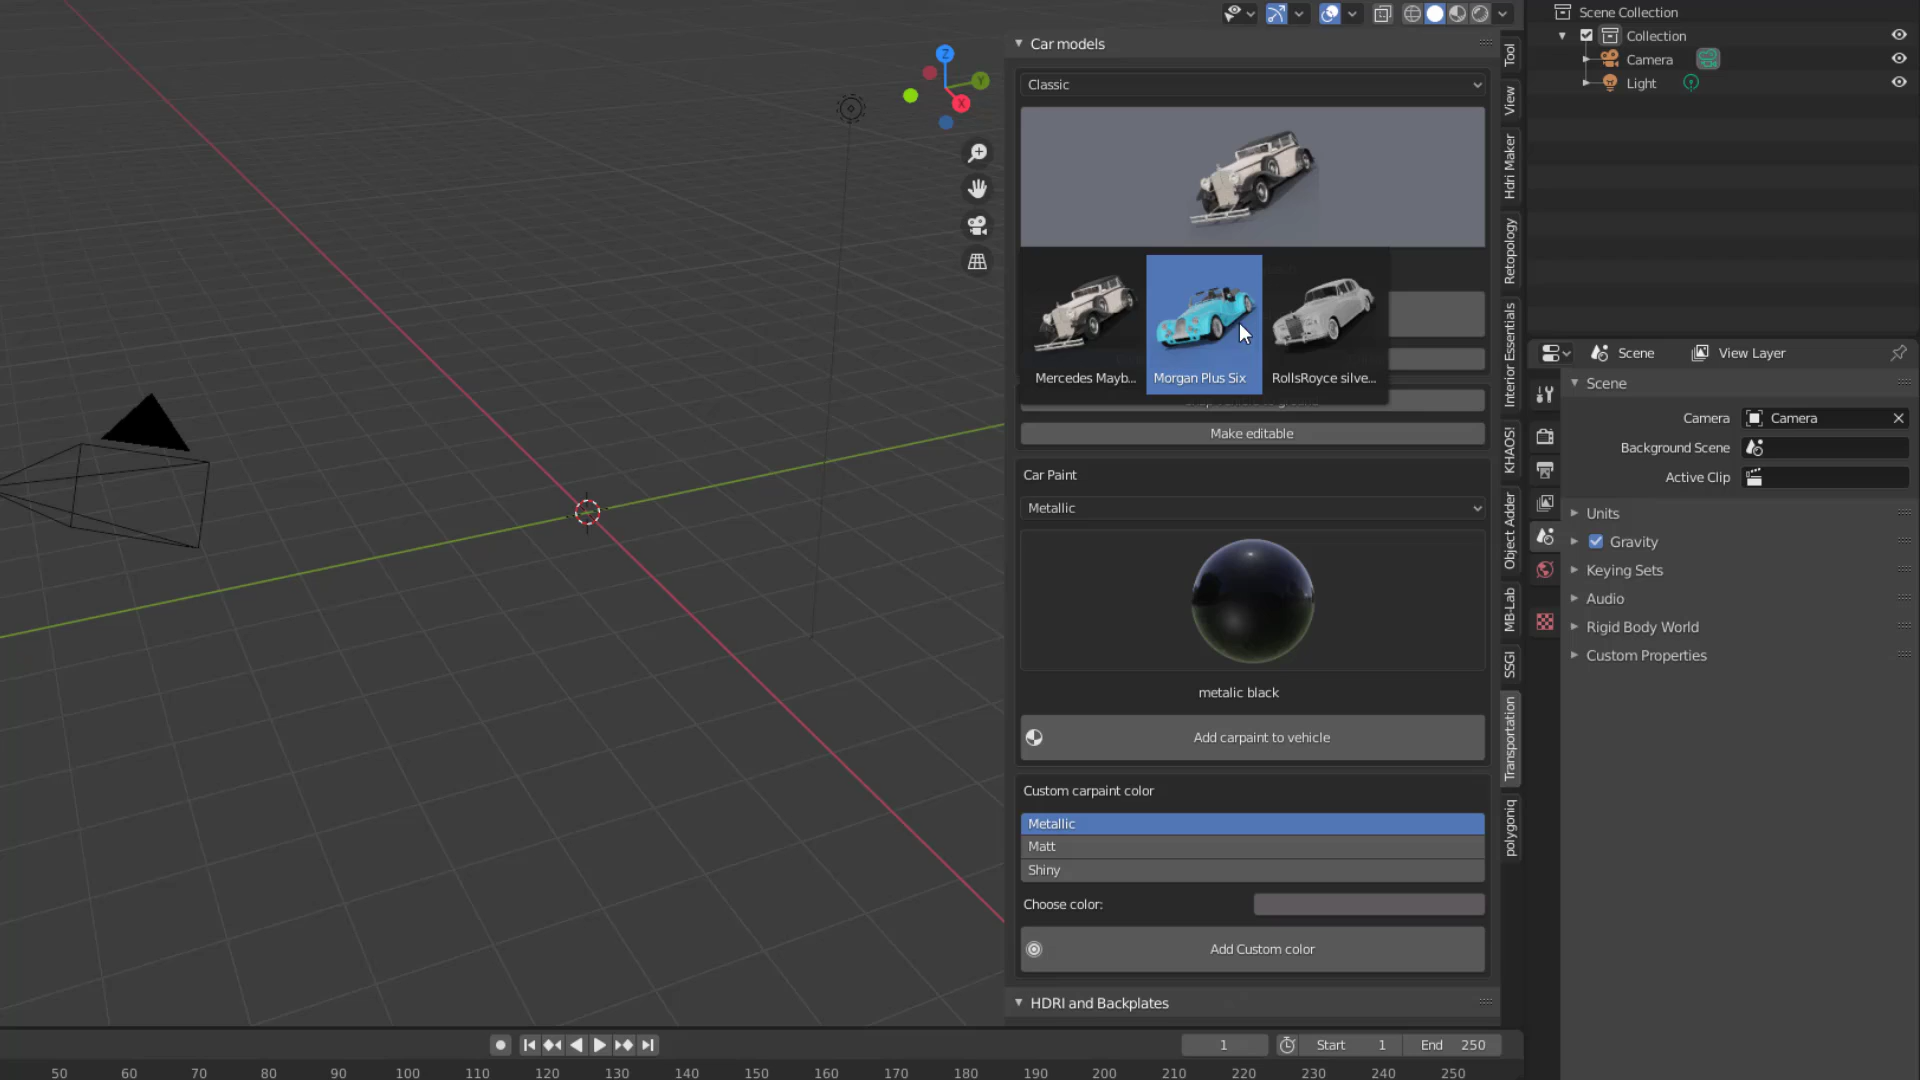 Scene Collection
Collection
Camera
Light
Car models
Classic
Mercedes Mayb...
Morgan Plus Six
RollsRoyce silve...
Make editable
Car Paint
Metallic
metalic black
Add carpaint to vehicle
Custom carpaint color
Metallic
Matt
Shiny
Choose color:
Add Custom color
HDRI and Backplates
Tool
View
Hdri Maker
Retopology
Interior Essentials
KHAOS!
Object Adder
MB-Lab
SSGI
Transportation
polygoniq
Scene
View Layer
Scene
Camera
Camera
Background Scene
Active Clip
Units
Gravity
Keying Sets
Audio
Rigid Body World
Custom Properties
1
Start 1
End 250
50 60 70 80 90 100 110 120 130 140 150 160 170 180 190 200 210 220 230 240 250
Z
Y
X